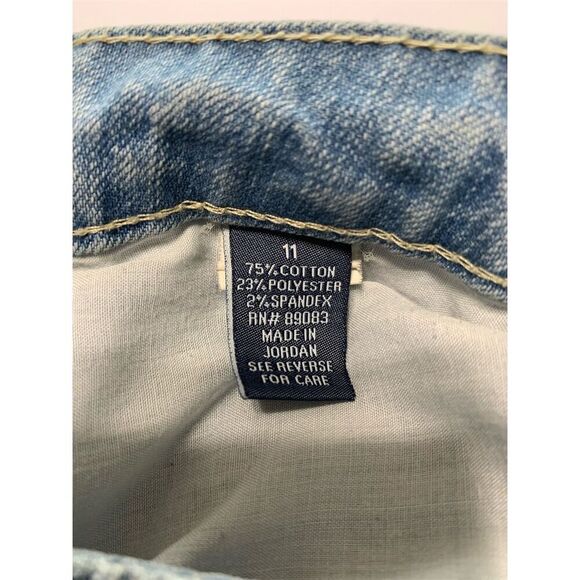 11
75% COTTON
23% POLYESTER
2% SPANDEX
RN# 89083
MADE IN
JORDAN
SEE REVERSE
FOR CARE